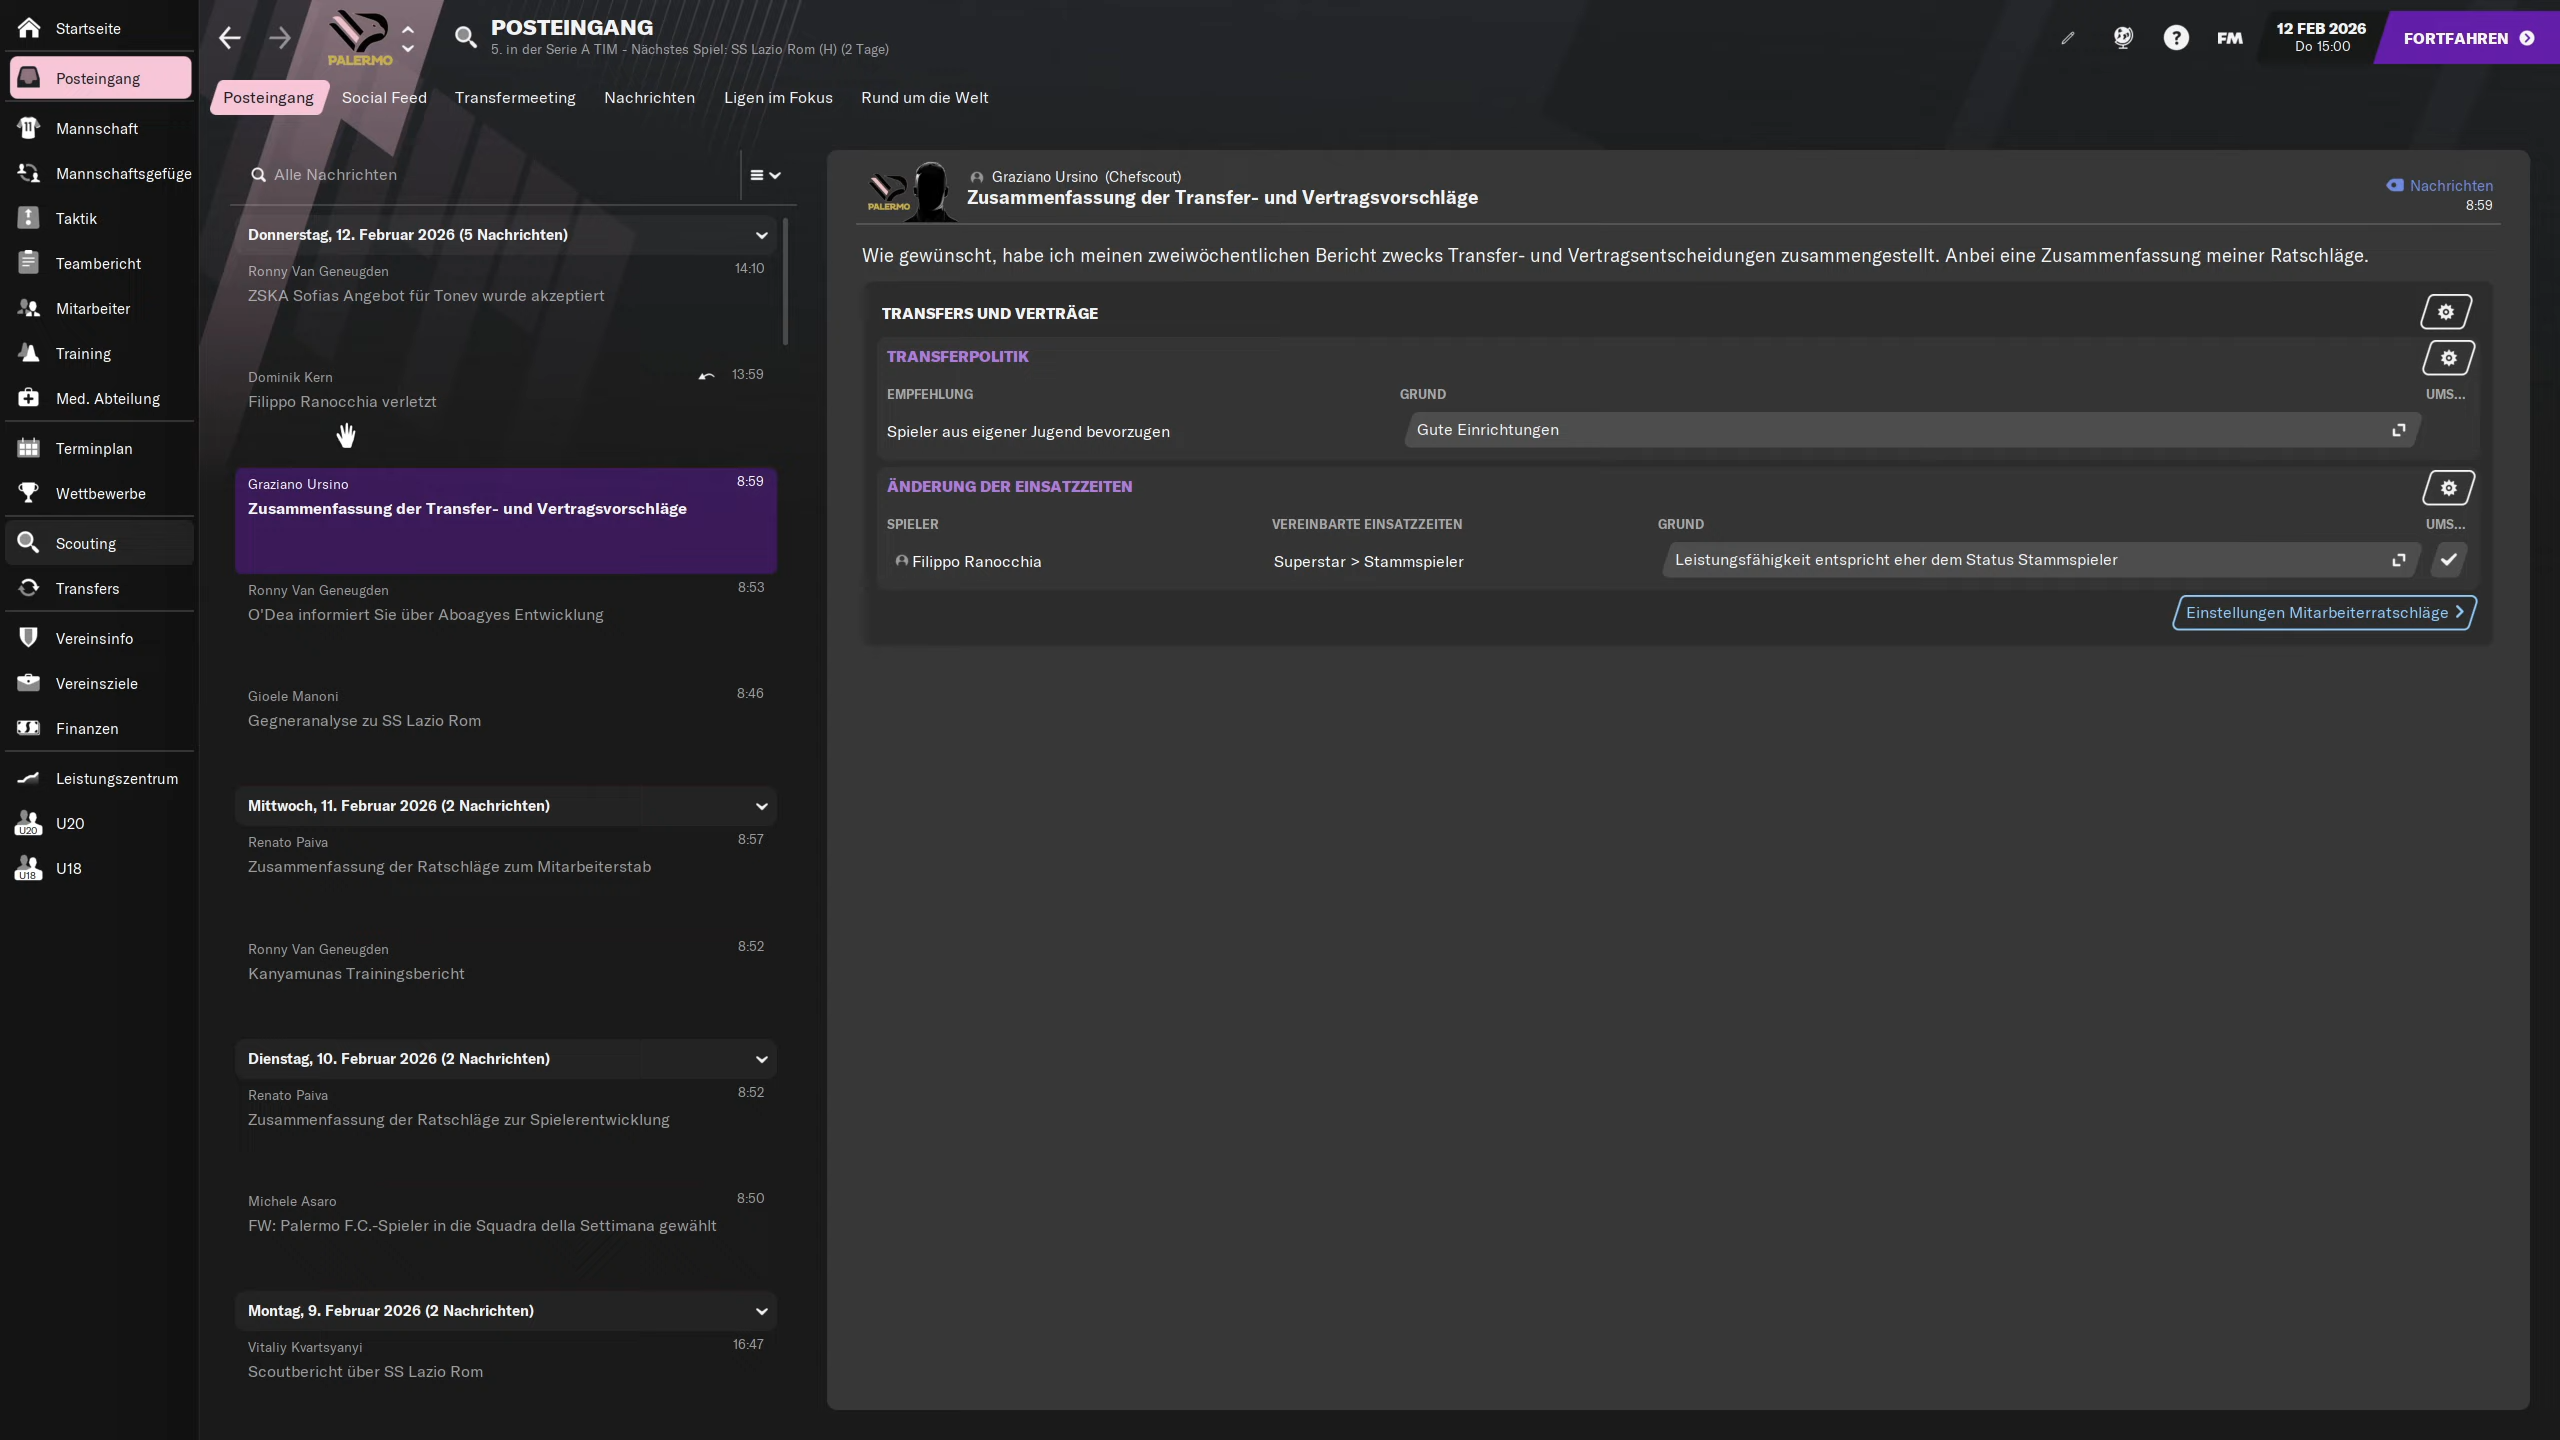 Startseite
Posteingang
Mannschaft
Mannschaftsgefüge
Taktik
Teambericht
Mitarbeiter
Training
Med. Abteilung
Terminplan
Wettbewerbe
Scouting
Transfers
Vereinsinfo
Vereinsziele
Finanzen
Leistungszentrum
U20
U20
U18
U18
PALERMO
POSTEINGANG
5. in der Serie A TIM - Nächstes Spiel: SS Lazio Rom (H) (2 Tage)
FM
12 FEB 2026
Do 15:00
FORTFAHREN
Posteingang Social Feed Transfermeeting Nachrichten Ligen im Fokus Rund um die Welt
Alle Nachrichten
Donnerstag, 12. Februar 2026 (5 Nachrichten)
Ronny Van Geneugden 14:10
ZSKA Sofias Angebot für Tonev wurde akzeptiert
Dominik Kern 13:59
Filippo Ranocchia verletzt
Graziano Ursino 8:59
Zusammenfassung der Transfer- und Vertragsvorschläge
Ronny Van Geneugden 8:53
O'Dea informiert Sie über Aboagyes Entwicklung
Gioele Manoni 8:46
Gegneranalyse zu SS Lazio Rom
Mittwoch, 11. Februar 2026 (2 Nachrichten)
Renato Paiva 8:57
Zusammenfassung der Ratschläge zum Mitarbeiterstab
Ronny Van Geneugden 8:52
Kanyamunas Trainingsbericht
Dienstag, 10. Februar 2026 (2 Nachrichten)
Renato Paiva 8:52
Zusammenfassung der Ratschläge zur Spielerentwicklung
Michele Asaro 8:50
FW: Palermo F.C.-Spieler in die Squadra della Settimana gewählt
Montag, 9. Februar 2026 (2 Nachrichten)
Vitaliy Kvartsyanyi 16:47
Scoutbericht über SS Lazio Rom
PALERMO
Graziano Ursino (Chefscout)
Zusammenfassung der Transfer- und Vertragsvorschläge
Nachrichten
8:59
Wie gewünscht, habe ich meinen zweiwöchentlichen Bericht zwecks Transfer- und Vertragsentscheidungen zusammengestellt. Anbei eine Zusammenfassung meiner Ratschläge.
TRANSFERS UND VERTRÄGE
TRANSFERPOLITIK
EMPFEHLUNG GRUND UMS...
Spieler aus eigener Jugend bevorzugen Gute Einrichtungen
ÄNDERUNG DER EINSATZZEITEN
SPIELER VEREINBARTE EINSATZZEITEN GRUND UMS...
Filippo Ranocchia Superstar > Stammspieler Leistungsfähigkeit entspricht eher dem Status Stammspieler
Einstellungen Mitarbeiterratschläge